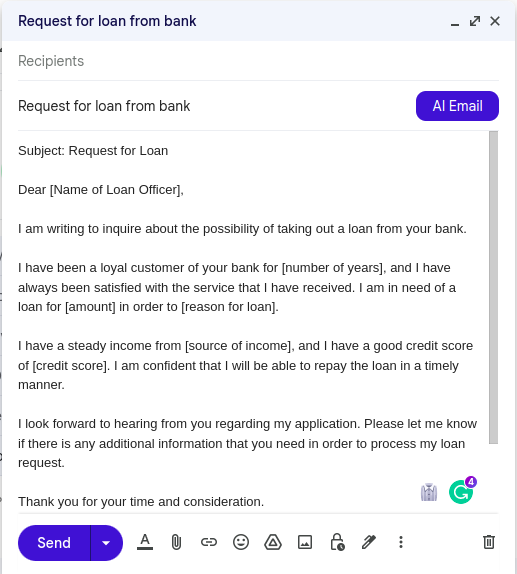 Request for loan from bank
Recipients
Request for loan from bank
AI Email
Subject: Request for Loan
Dear [Name of Loan Officer],
I am writing to inquire about the possibility of taking out a loan from your bank.
I have been a loyal customer of your bank for [number of years], and I have
always been satisfied with the service that I have received. I am in need of a
loan for [amount] in order to [reason for loan].
I have a steady income from [source of income], and I have a good credit score
of [credit score]. I am confident that I will be able to repay the loan in a timely
manner.
I look forward to hearing from you regarding my application. Please let me know
if there is any additional information that you need in order to process my loan
request.
4
Thank you for your time and consideration.
Send
A